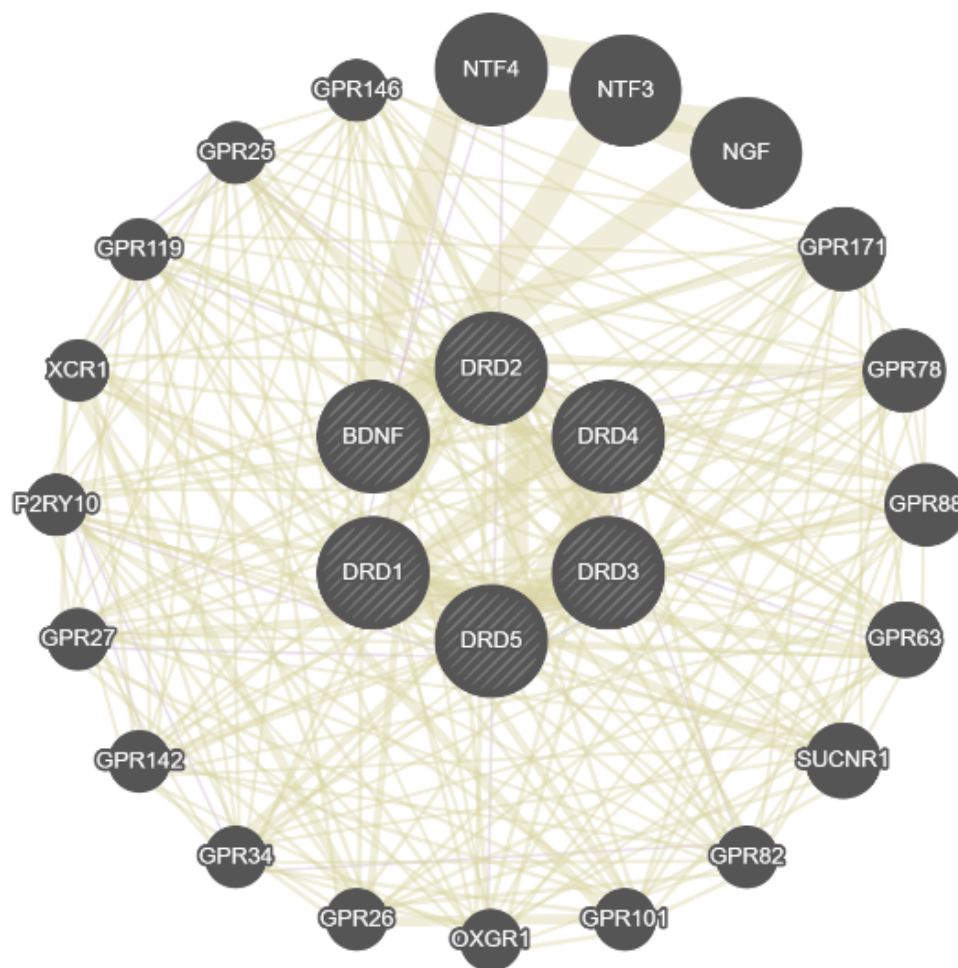 NTF4
NTF3
GPR146
NGF
GPR25
GPR119
GPR171
DRD2
XCR1
GPR78
BDNF
DRD4
P2RY10
GPR88
DRD1
DRD3
GPR27
DRD5
GPR63
GPR142
SUCNR1
GPR34
GPR82
GPR26
GPR101
OXGR1